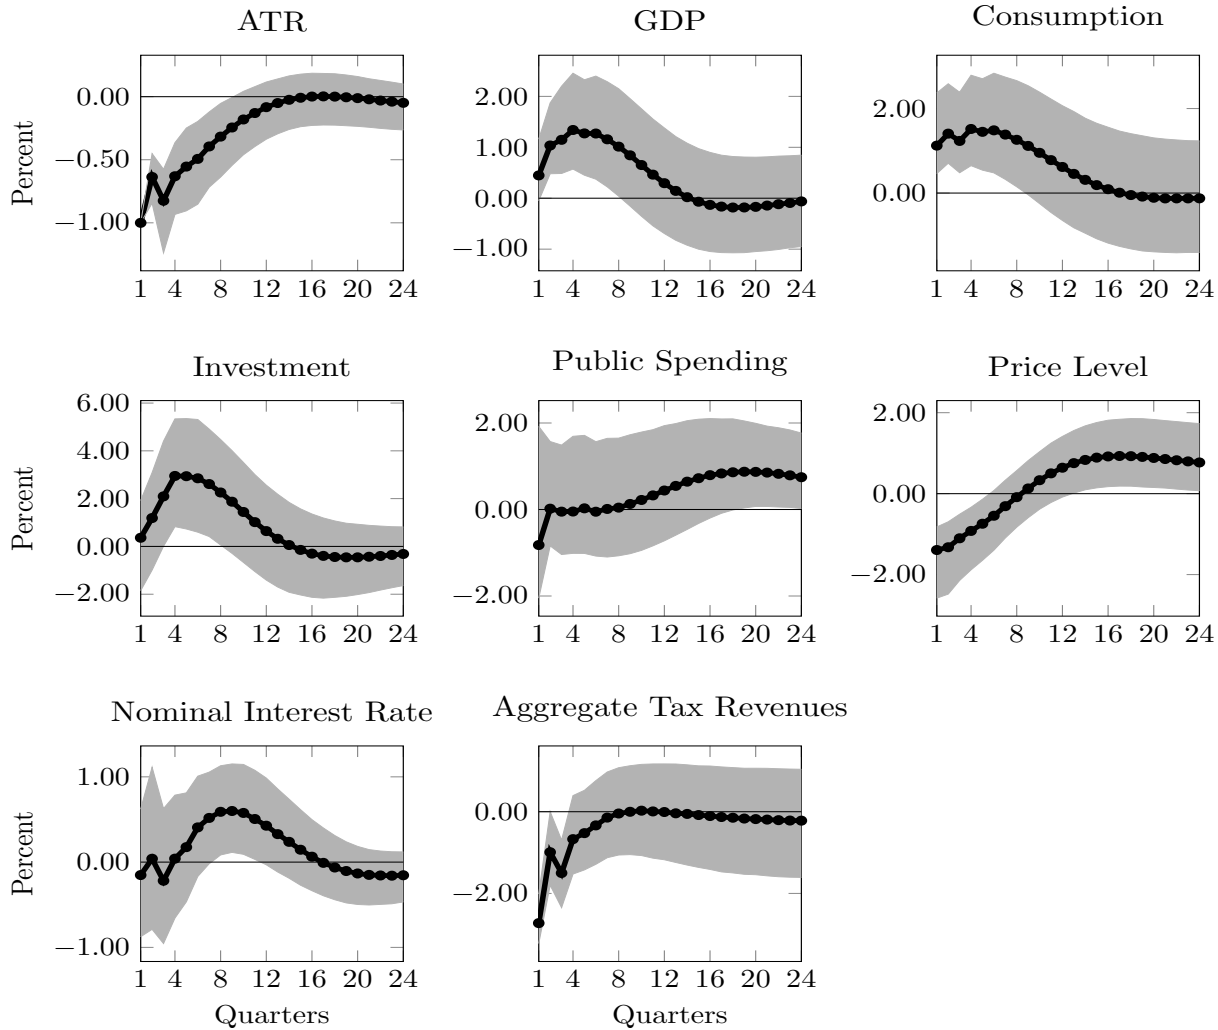 ATR
GDP
Consumption
Percent
0.00
−0.50
−1.00
1 4 8 12 16 20 24
2.00
1.00
0.00
−1.00
1 4 8 12 16 20 24
2.00
0.00
1 4 8 12 16 20 24
Investment
Public Spending
Price Level
Percent
6.00
4.00
2.00
0.00
−2.00
1 4 8 12 16 20 24
2.00
0.00
−2.00
1 4 8 12 16 20 24
2.00
0.00
−2.00
1 4 8 12 16 20 24
Nominal Interest Rate
Aggregate Tax Revenues
Percent
1.00
0.00
−1.00
1 4 8 12 16 20 24
Quarters
0.00
−2.00
1 4 8 12 16 20 24
Quarters